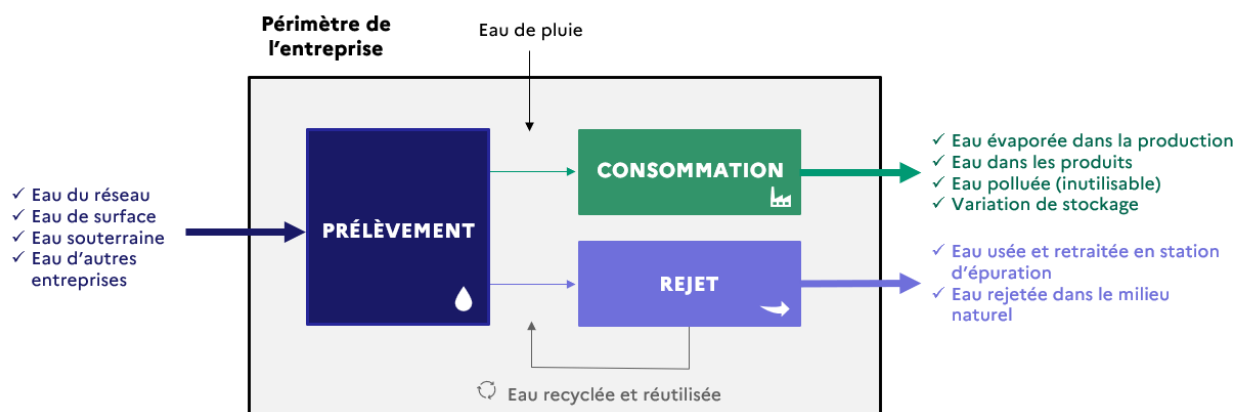 Périmètre de
l'entreprise
Eau de pluie
✓ Eau du réseau
✓ Eau de surface
✓ Eau souterraine
✓ Eau d'autres
entreprises
PRÉLÈVEMENT
CONSOMMATION
✓ Eau évaporée dans la production
✓ Eau dans les produits
✓ Eau polluée (inutilisable)
✓ Variation de stockage
REJET
✓ Eau usée et retraitée en station
d'épuration
✓ Eau rejetée dans le milieu
naturel
Eau recyclée et réutilisée